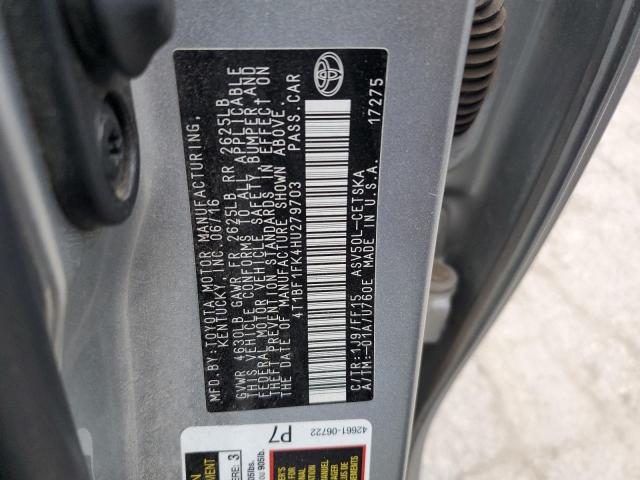 MFD.BY:TOYOTA MOTOR MANUFACTURING,
KENTUCKY, INC. 06/16
GVWR 4630LB GAWR FR 2625LB RR 2625LB
THIS VEHICLE CONFORMS TO ALL APPLICABLE
FEDERAL MOTOR VEHICLE SAFETY, BUMPER AND
THEFT PREVENTION STANDARDS IN EFFECT ON
THE DATE OF MANUFACTURE SHOWN ABOVE.
4T1BF1FK4HU279703 PASS.CAR
C/TR:1J9/FF15 ASV50L-CETSKA
A/TM:-01A/U760E MADE IN U.S.A. 17275
P7
42661-06722